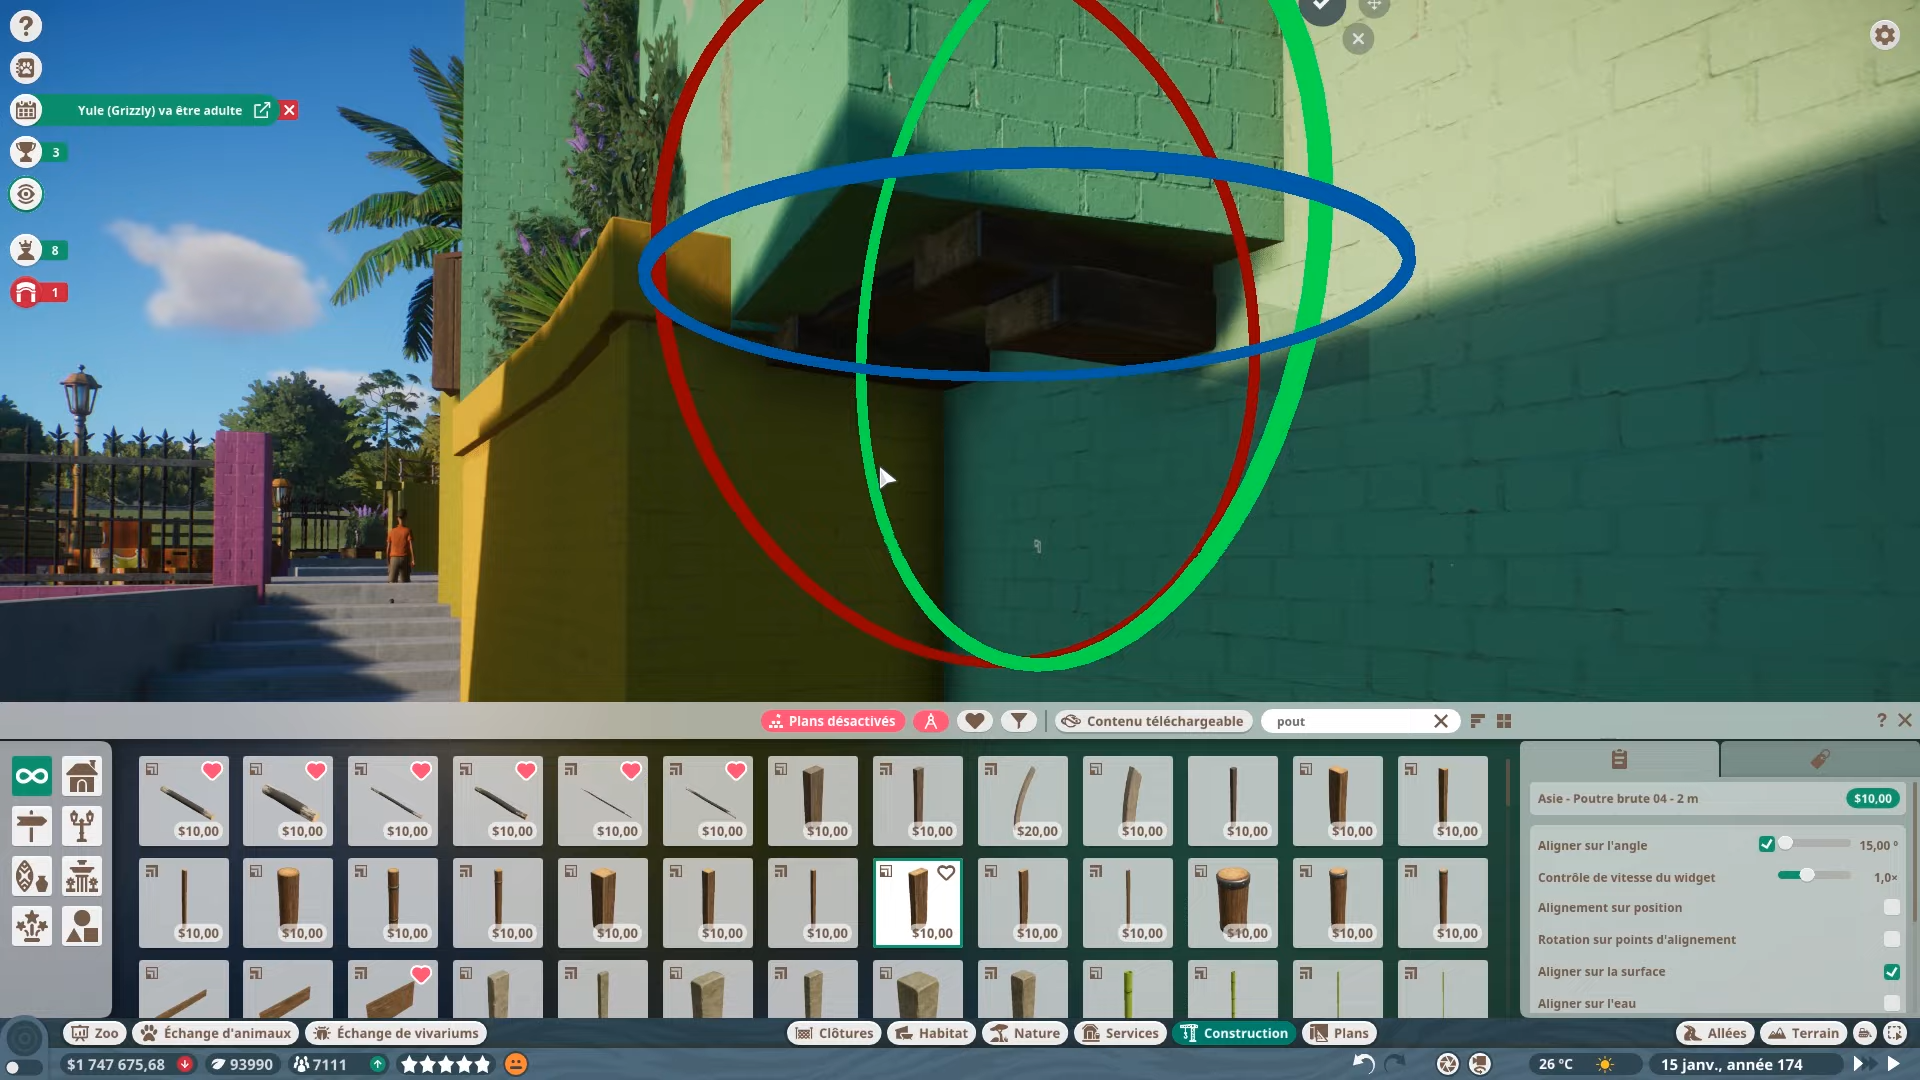 ?
Yule (Grizzly) va être adulte
3
8
1
Plans désactivés
Contenu téléchargeable
pout
?
$10,00 $10,00 $10,00 $10,00 $10,00 $10,00 $10,00 $10,00 $20,00 $10,00 $10,00 $10,00 $10,00
$10,00 $10,00 $10,00 $10,00 $10,00 $10,00 $10,00 $10,00 $10,00 $10,00 $10,00 $10,00 $10,00
Asie - Poutre brute 04 - 2 m $10,00
Aligner sur l'angle 15,00 °
Contrôle de vitesse du widget 1,0×
Alignement sur position
Rotation sur points d'alignement
Aligner sur la surface
Aligner sur l'eau
Zoo Échange d'animaux Échange de vivariums Clôtures Habitat Nature Services Construction Plans Allées Terrain
$1 747 675,68 93990 7111 26 °C 15 janv., année 174